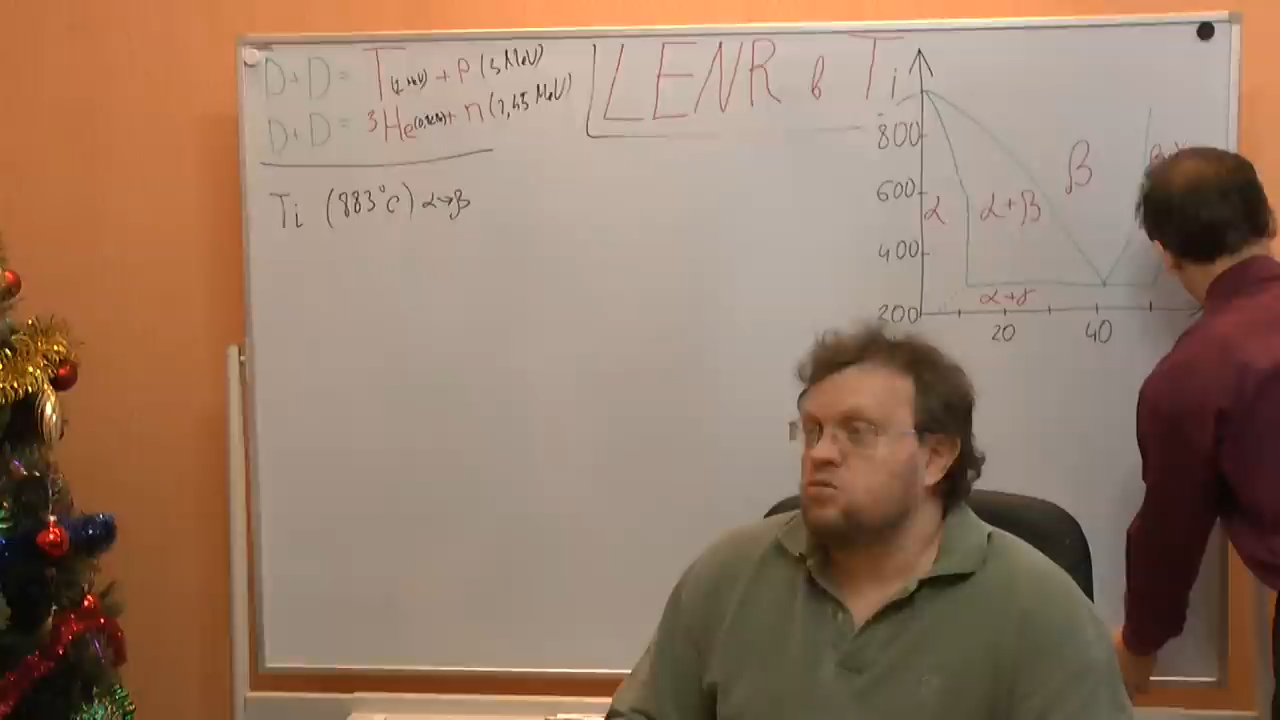 D+D = T + p (3 MeV)
D+D = ³He + n (2,45 MeV)
LENR в Ti
Ti (883°C) α→β
800
600
400
200
α
α+β
β
α+γ
20
40